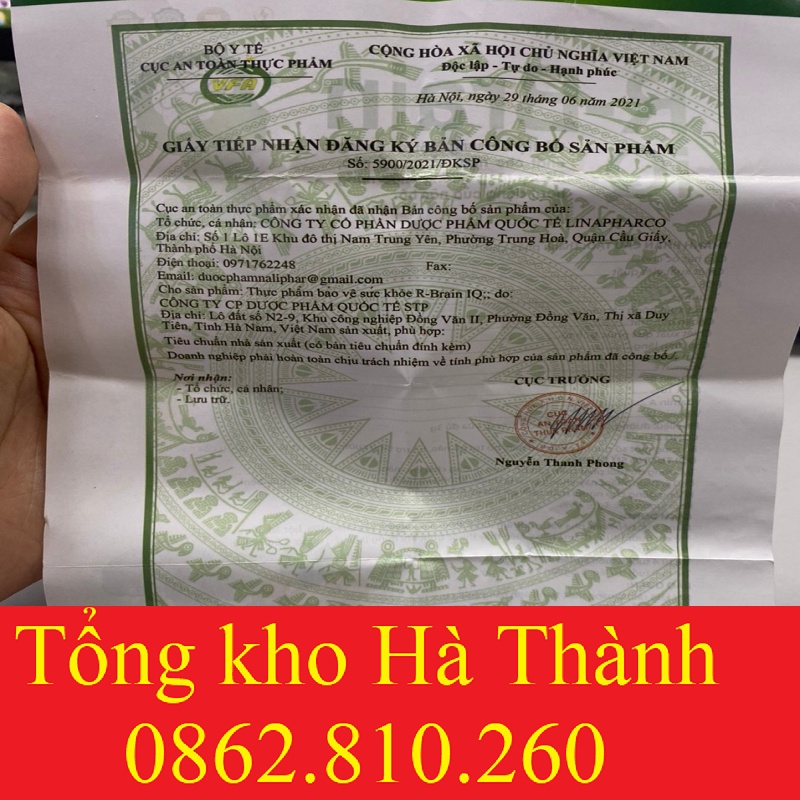 BỘ Y TẾ
CỤC AN TOÀN THỰC PHẨM
VFA
CỘNG HÒA XÃ HỘI CHỦ NGHĨA VIỆT NAM
Độc lập - Tự do - Hạnh phúc
Hà Nội, ngày 29 tháng 06 năm 2021
GIẤY TIẾP NHẬN ĐĂNG KÝ BẢN CÔNG BỐ SẢN PHẨM
Số: 5900/2021/ĐKSP
Cục an toàn thực phẩm xác nhận đã nhận Bản công bố sản phẩm của:
Tổ chức, cá nhân: CÔNG TY CỔ PHẦN DƯỢC PHẨM QUỐC TẾ LINAPHARCO
Địa chỉ: Số 1 Lô 1E Khu đô thị Nam Trung Yên, Phường Trung Hoà, Quận Cầu Giấy,
Thành phố Hà Nội
Điện thoại: 0971762248 Fax:
Email: duocphamnaliphar@gmail.com
Cho sản phẩm: Thực phẩm bảo vệ sức khỏe R-Brain IQ;; do:
CÔNG TY CP DƯỢC PHẨM QUỐC TẾ STP
Địa chỉ: Lô đất số N2-9, Khu công nghiệp Đồng Văn II, Phường Đồng Văn, Thị xã Duy
Tiên, Tỉnh Hà Nam, Việt Nam sản xuất, phù hợp:
Tiêu chuẩn nhà sản xuất (có bản tiêu chuẩn đính kèm)
Doanh nghiệp phải hoàn toàn chịu trách nhiệm về tính phù hợp của sản phẩm đã công bố./.
Nơi nhận:
- Tổ chức, cá nhân;
- Lưu trữ.
CỤC TRƯỞNG
CỤC
AN TOÀN
THỰC PHẨM
Nguyễn Thanh Phong
Tổng kho Hà Thành
0862.810.260